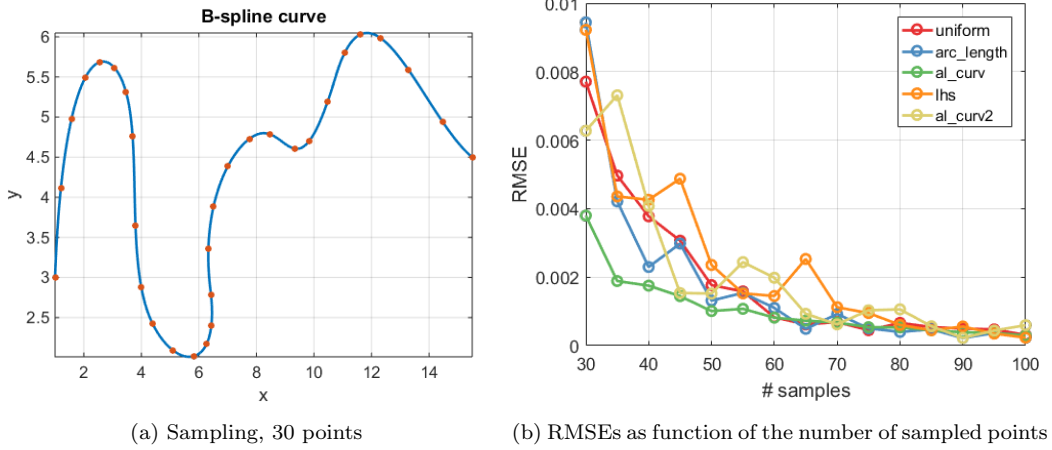 B-spline curve
6
5.5
5
4.5
4
3.5
3
2.5
y
2 4 6 8 10 12 14
x
(a) Sampling, 30 points
0.01
0.008
0.006
0.004
0.002
0
RMSE
uniform
arc_length
al_curv
lhs
al_curv2
30 40 50 60 70 80 90 100
# samples
(b) RMSEs as function of the number of sampled points